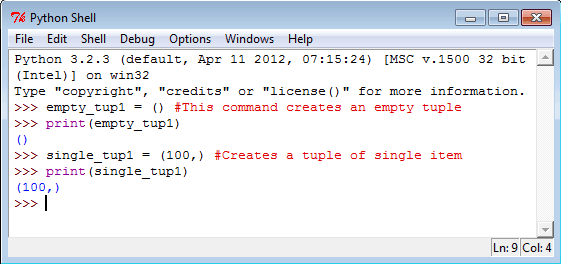 Python Shell
File Edit Shell Debug Options Windows Help
Python 3.2.3 (default, Apr 11 2012, 07:15:24) [MSC v.1500 32 bit
(Intel)] on win32
Type "copyright", "credits" or "license()" for more information.
>>> empty_tup1 = () #This command creates an empty tuple
>>> print(empty_tup1)
()
>>> single_tup1 = (100,) #Creates a tuple of single item
>>> print(single_tup1)
(100,)
>>>
Ln: 9 Col: 4